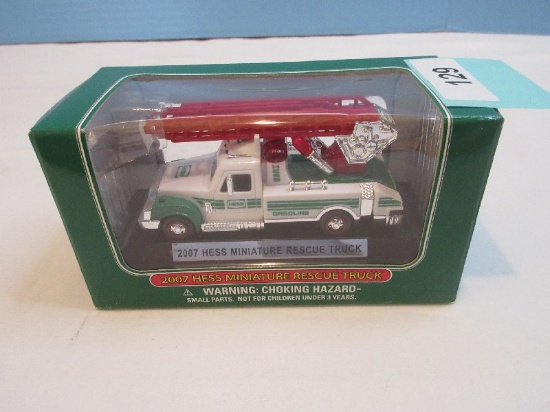 129
GASOLINE
2007 HESS MINIATURE RESCUE TRUCK
2007 HESS MINIATURE RESCUE TRUCK
WARNING: CHOKING HAZARD-
SMALL PARTS. NOT FOR CHILDREN UNDER 3 YEARS.